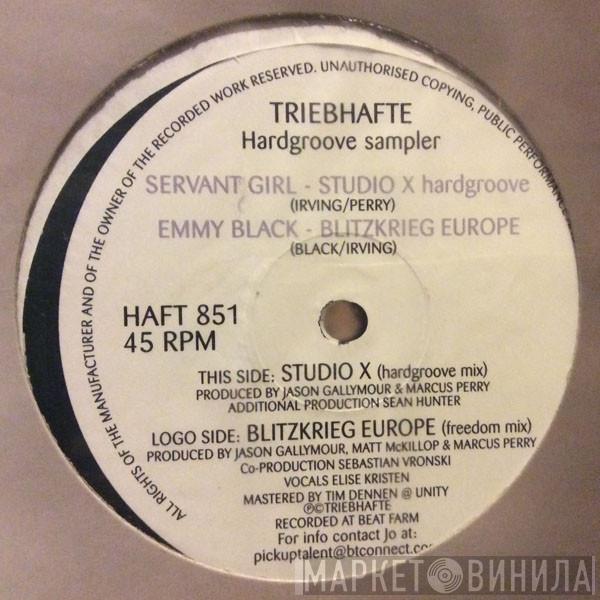 ALL RIGHTS OF THE MANUFACTURER AND OF THE OWNER OF THE RECORDED WORK RESERVED. UNAUTHORISED COPYING, PUBLIC PERFORMANCE
TRIEBHAFTE
Hardgroove sampler
SERVANT GIRL - STUDIO X hardgroove
(IRVING/PERRY)
EMMY BLACK - BLITZKRIEG EUROPE
(BLACK/IRVING)
HAFT 851
45 RPM
THIS SIDE: STUDIO X (hardgroove mix)
PRODUCED BY JASON GALLYMOUR & MARCUS PERRY
ADDITIONAL PRODUCTION SEAN HUNTER
LOGO SIDE: BLITZKRIEG EUROPE (freedom mix)
PRODUCED BY JASON GALLYMOUR, MATT McKILLOP & MARCUS PERRY
Co-PRODUCTION SEBASTIAN VRONSKI
VOCALS ELISE KRISTEN
MASTERED BY TIM DENNEN @ UNITY
℗©TRIEBHAFTE
RECORDED AT BEAT FARM
For info contact Jo at:
pickuptalent@btconnect.co
МАРКЕТ ВИНИЛА